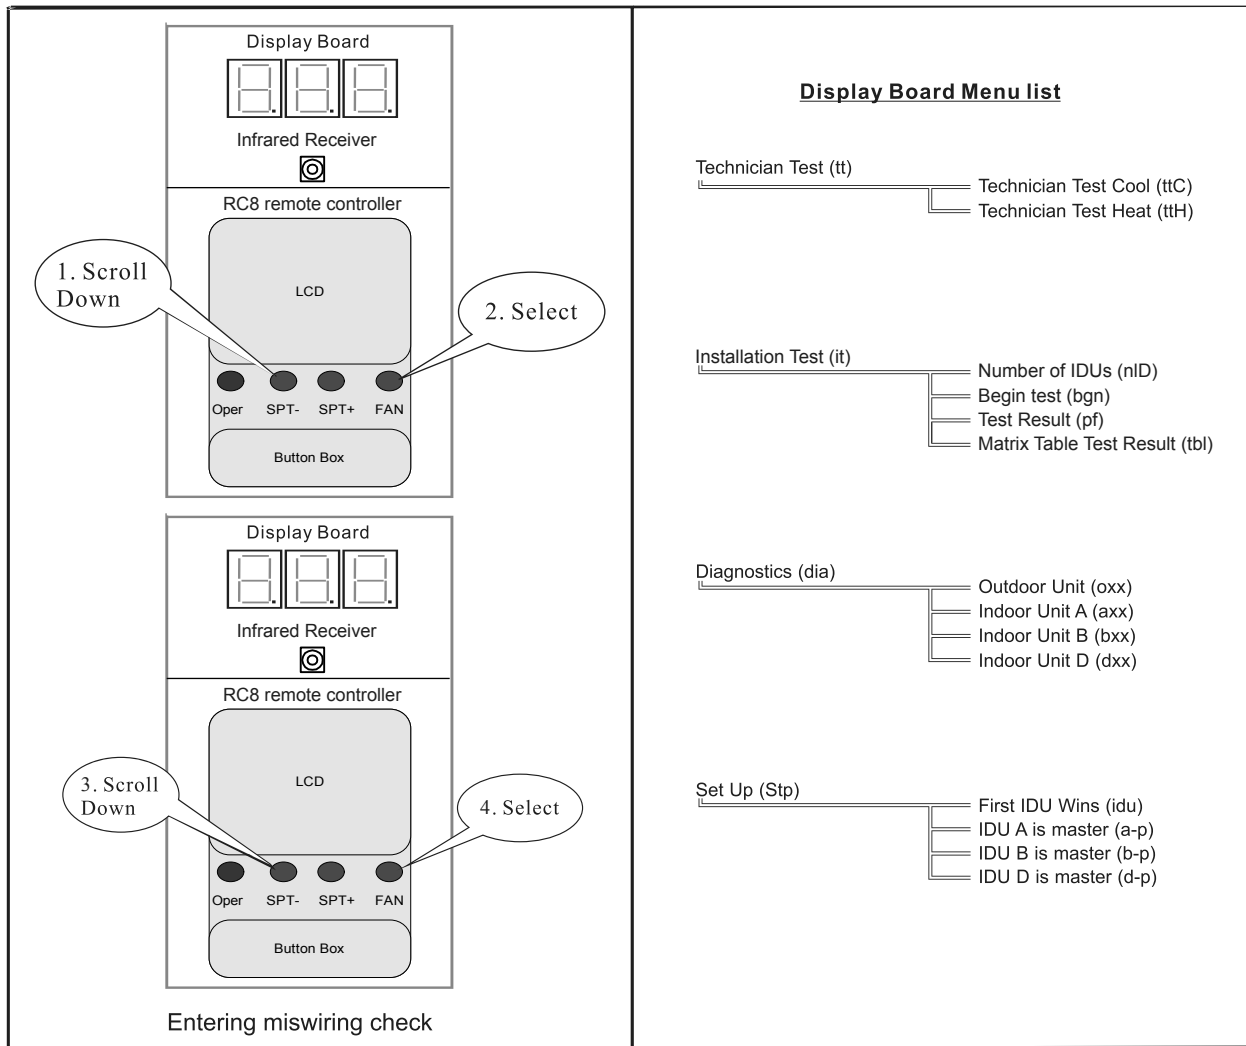 Display Board
Infrared Receiver
RC8 remote controller
1. Scroll
Down
LCD
2. Select
Oper SPT- SPT+ FAN
Button Box
Display Board
Infrared Receiver
RC8 remote controller
3. Scroll
Down
LCD
4. Select
Oper SPT- SPT+ FAN
Button Box
Entering miswiring check
Display Board Menu list
Technician Test (tt)
Technician Test Cool (ttC)
Technician Test Heat (ttH)
Installation Test (it)
Number of IDUs (nID)
Begin test (bgn)
Test Result (pf)
Matrix Table Test Result (tbl)
Diagnostics (dia)
Outdoor Unit (oxx)
Indoor Unit A (axx)
Indoor Unit B (bxx)
Indoor Unit D (dxx)
Set Up (Stp)
First IDU Wins (idu)
IDU A is master (a-p)
IDU B is master (b-p)
IDU D is master (d-p)